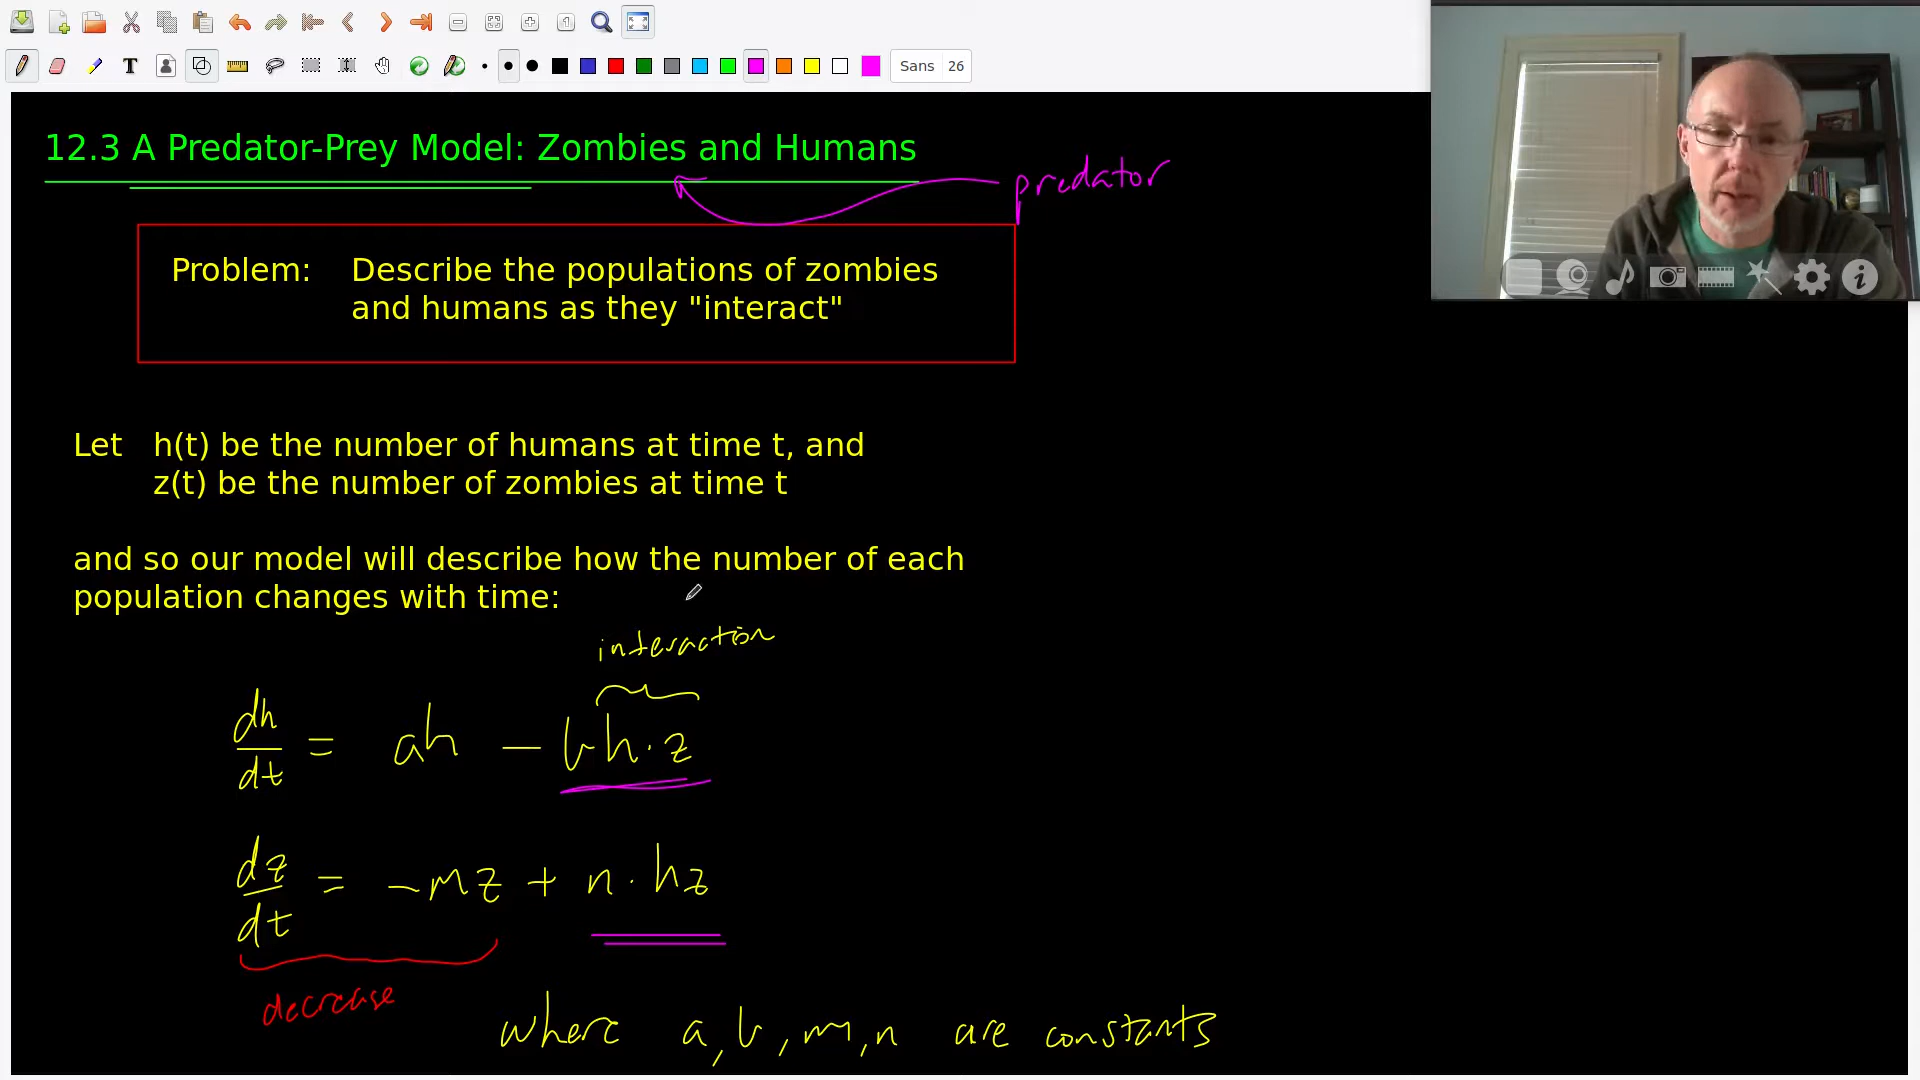 Sans 26
12.3 A Predator-Prey Model: Zombies and Humans
predator
Problem: Describe the populations of zombies
and humans as they "interact"
Let h(t) be the number of humans at time t, and
z(t) be the number of zombies at time t
and so our model will describe how the number of each
population changes with time:
interaction
dh/dt = ah - bh·z
dz/dt = -mz + n·hz
decrease
where a, b, m, n are constants